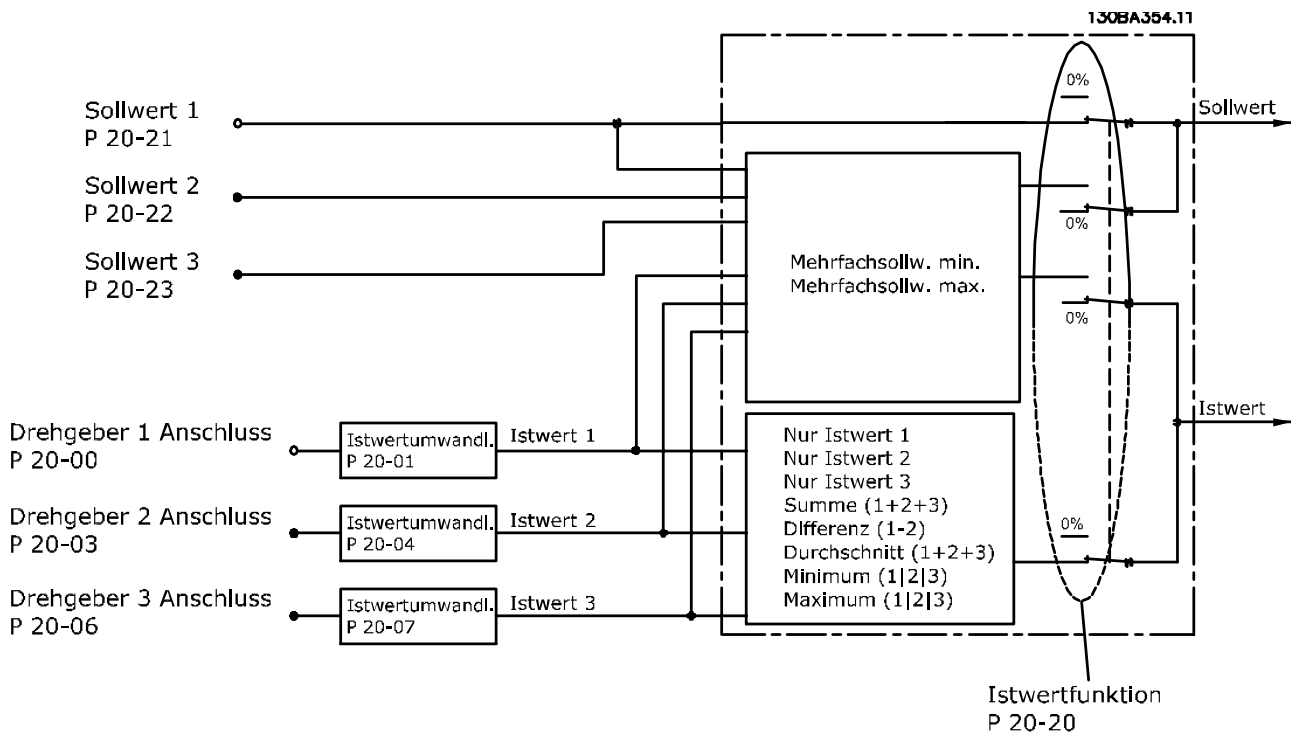 130BA354.11
Sollwert 1
P 20-21
Sollwert 2
P 20-22
Sollwert 3
P 20-23
0%
Sollwert
0%
Mehrfachsollw. min.
Mehrfachsollw. max.
0%
Istwert
Drehgeber 1 Anschluss
P 20-00
Istwertumwandl.
P 20-01
Istwert 1
Drehgeber 2 Anschluss
P 20-03
Istwertumwandl.
P 20-04
Istwert 2
Drehgeber 3 Anschluss
P 20-06
Istwertumwandl.
P 20-07
Istwert 3
Nur Istwert 1
Nur Istwert 2
Nur Istwert 3
Summe (1+2+3)
Differenz (1-2)
Durchschnitt (1+2+3)
Minimum (1|2|3)
Maximum (1|2|3)
0%
Istwertfunktion
P 20-20